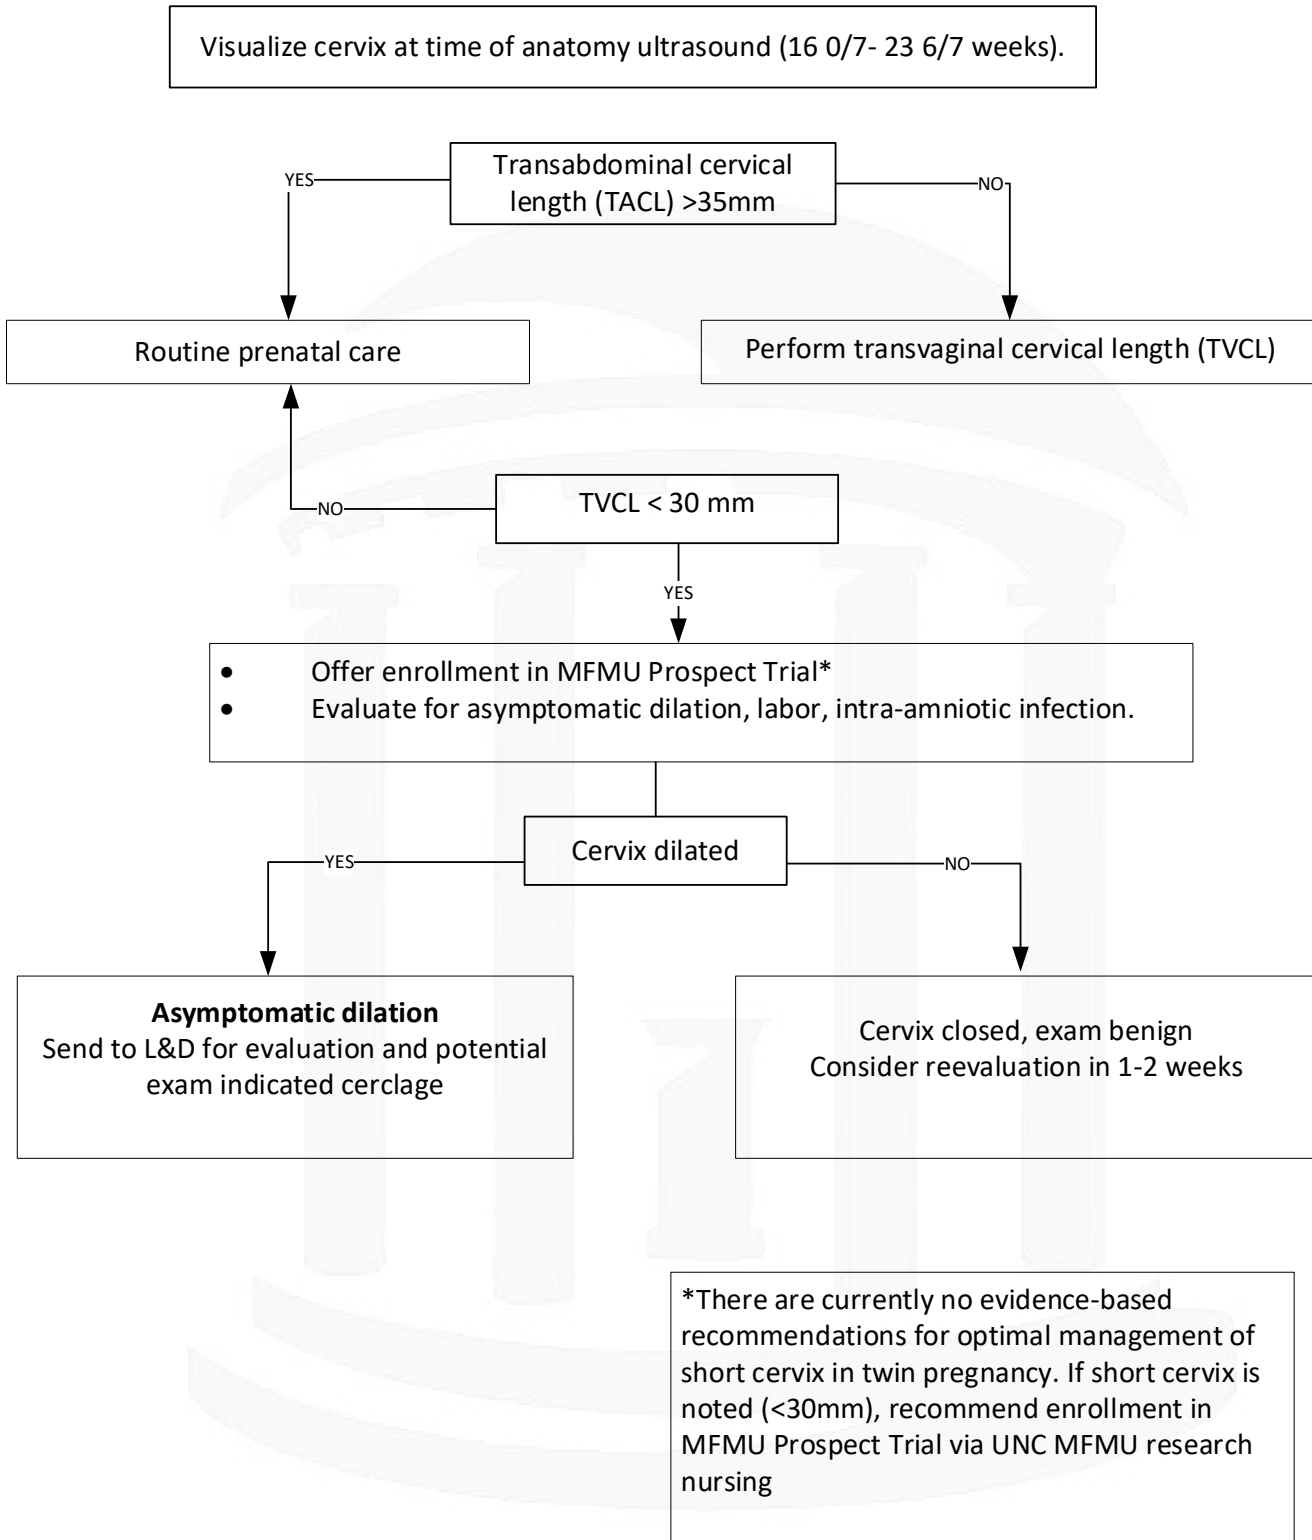 Visualize cervix at time of anatomy ultrasound (16 0/7- 23 6/7 weeks).
Transabdominal cervical
length (TACL) >35mm
YES
NO
Routine prenatal care
Perform transvaginal cervical length (TVCL)
TVCL < 30 mm
NO
YES
• Offer enrollment in MFMU Prospect Trial*
• Evaluate for asymptomatic dilation, labor, intra-amniotic infection.
Cervix dilated
YES
NO
Asymptomatic dilation
Send to L&D for evaluation and potential
exam indicated cerclage
Cervix closed, exam benign
Consider reevaluation in 1-2 weeks
*There are currently no evidence-based
recommendations for optimal management of
short cervix in twin pregnancy. If short cervix is
noted (<30mm), recommend enrollment in
MFMU Prospect Trial via UNC MFMU research
nursing